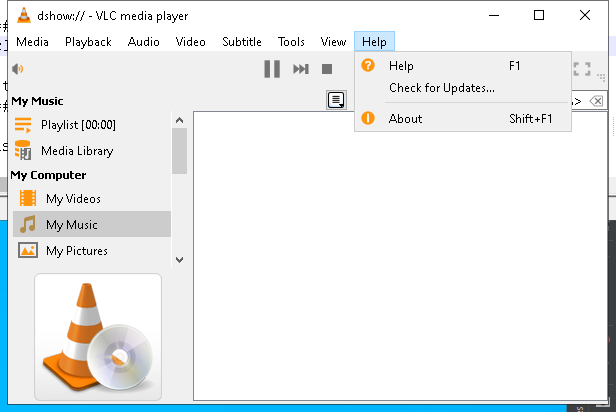 dshow:// - VLC media player
Media Playback Audio Video Subtitle Tools View Help
Help F1
Check for Updates...
About Shift+F1
My Music
Playlist [00:00]
Media Library
My Computer
My Videos
My Music
My Pictures